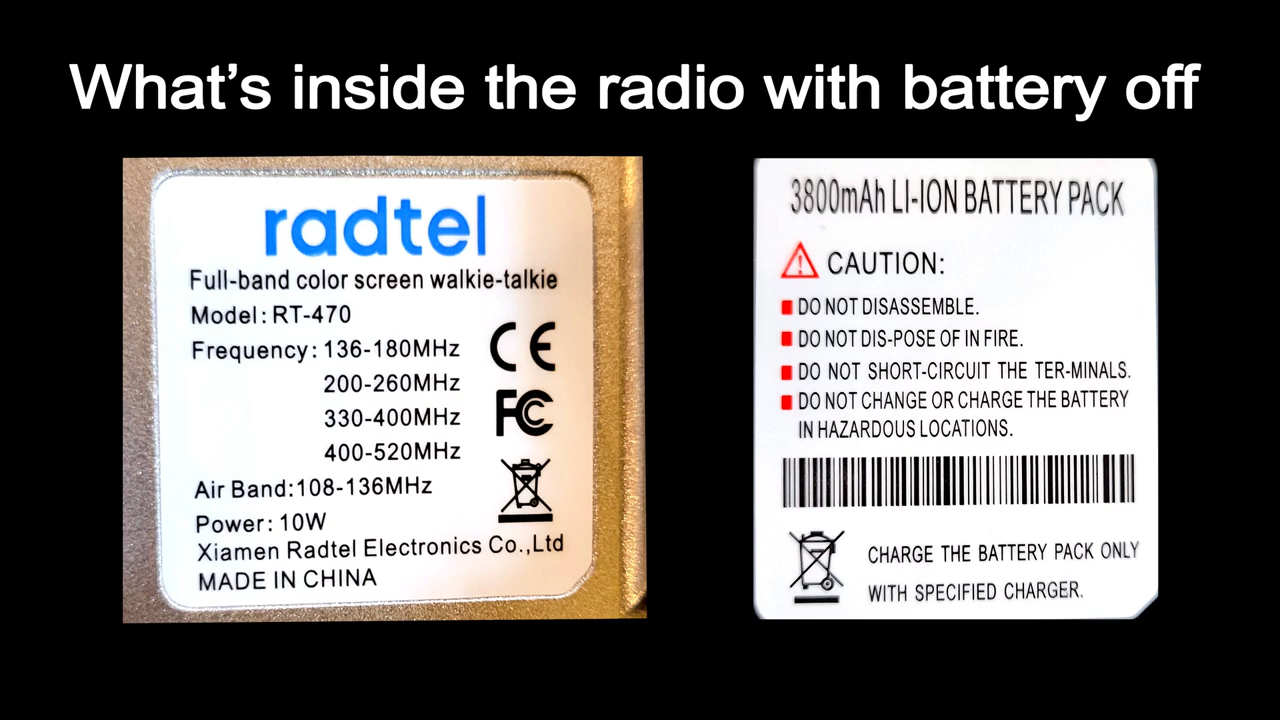 What's inside the radio with battery off
radtel
Full-band color screen walkie-talkie
Model: RT-470
Frequency: 136-180MHz
200-260MHz
330-400MHz
400-520MHz
CE
FC
Air Band:108-136MHz
Power: 10W
Xiamen Radtel Electronics Co.,Ltd
MADE IN CHINA
3800mAh LI-ION BATTERY PACK
CAUTION:
DO NOT DISASSEMBLE.
DO NOT DIS-POSE OF IN FIRE.
DO NOT SHORT-CIRCUIT THE TER-MINALS.
DO NOT CHANGE OR CHARGE THE BATTERY
IN HAZARDOUS LOCATIONS.
CHARGE THE BATTERY PACK ONLY
WITH SPECIFIED CHARGER.